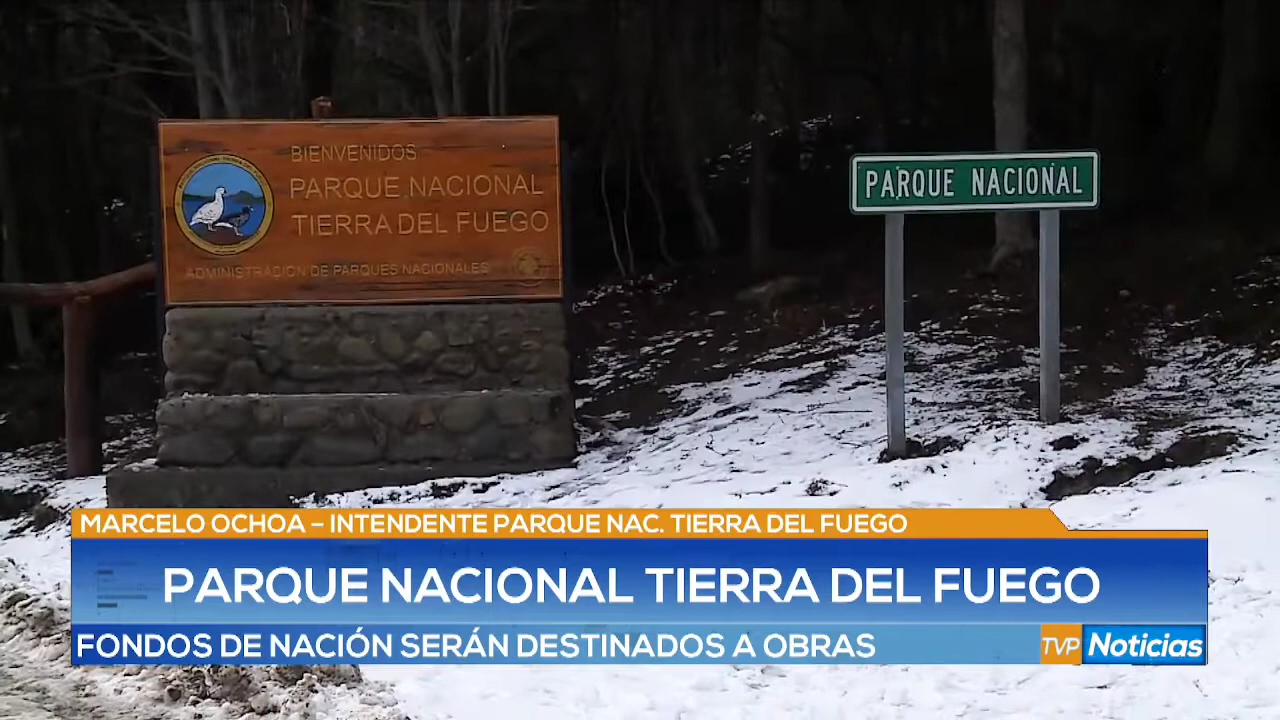 BIENVENIDOS
PARQUE NACIONAL
TIERRA DEL FUEGO
ADMINISTRACION DE PARQUES NACIONALES
PARQUE NACIONAL
MARCELO OCHOA – INTENDENTE PARQUE NAC. TIERRA DEL FUEGO
PARQUE NACIONAL TIERRA DEL FUEGO
FONDOS DE NACIÓN SERÁN DESTINADOS A OBRAS
TVP Noticias